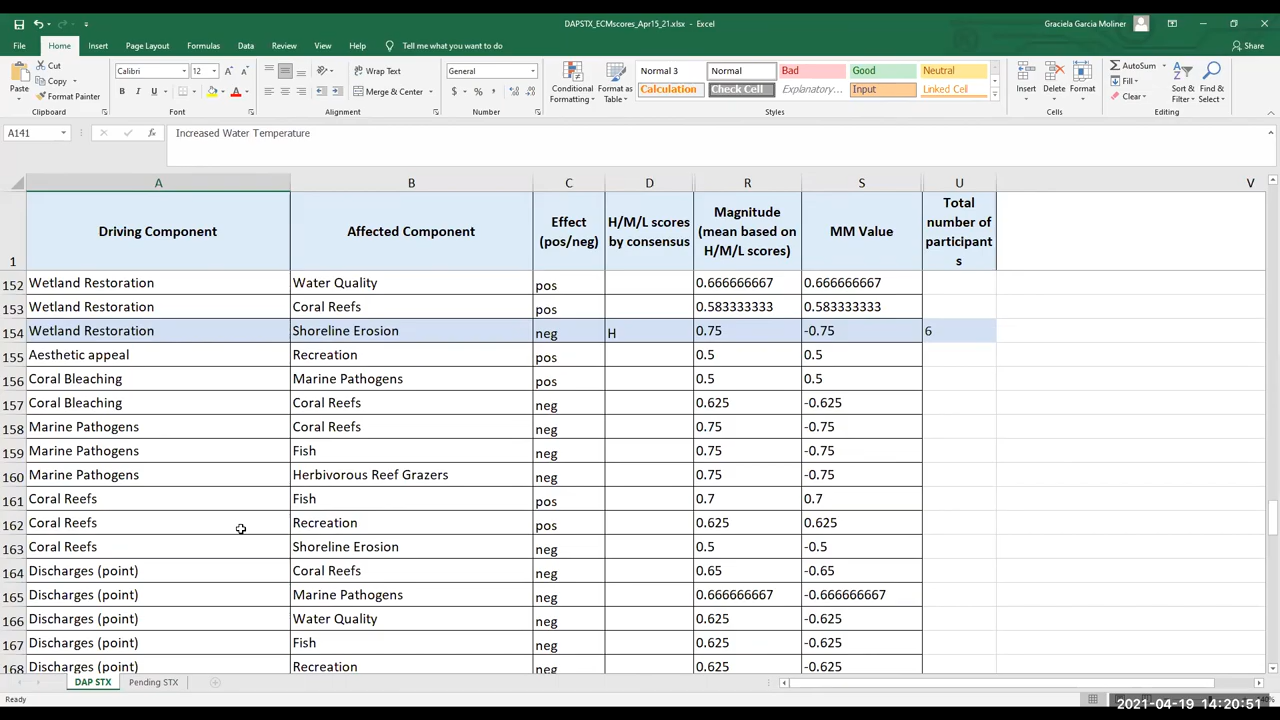 DAPSTX_ECMscores_Apr15_21.xlsx - Excel
Graciela Garcia Moliner
File Home Insert Page Layout Formulas Data Review View Help Tell me what you want to do Share
Paste
Cut
Copy
Format Painter
Clipboard
Calibri 12
B I U
Font
Wrap Text
Merge & Center
Alignment
General
$ % ,
Number
Conditional Formatting
Format as Table
Normal 3 Normal Bad Good Neutral
Calculation Check Cell Explanatory... Input Linked Cell
Styles
Insert Delete Format
Cells
AutoSum
Fill
Clear
Sort & Filter
Find & Select
Editing
A141 fx Increased Water Temperature
A B C D R S U V
1 Driving Component Affected Component Effect (pos/neg) H/M/L scores by consensus Magnitude (mean based on H/M/L scores) MM Value Total number of participants
152 Wetland Restoration Water Quality pos 0.666666667 0.666666667
153 Wetland Restoration Coral Reefs pos 0.583333333 0.583333333
154 Wetland Restoration Shoreline Erosion neg H 0.75 -0.75 6
155 Aesthetic appeal Recreation pos 0.5 0.5
156 Coral Bleaching Marine Pathogens pos 0.5 0.5
157 Coral Bleaching Coral Reefs neg 0.625 -0.625
158 Marine Pathogens Coral Reefs neg 0.75 -0.75
159 Marine Pathogens Fish neg 0.75 -0.75
160 Marine Pathogens Herbivorous Reef Grazers neg 0.75 -0.75
161 Coral Reefs Fish pos 0.7 0.7
162 Coral Reefs Recreation pos 0.625 0.625
163 Coral Reefs Shoreline Erosion neg 0.5 -0.5
164 Discharges (point) Coral Reefs neg 0.65 -0.65
165 Discharges (point) Marine Pathogens neg 0.666666667 -0.666666667
166 Discharges (point) Water Quality neg 0.625 -0.625
167 Discharges (point) Fish neg 0.625 -0.625
168 Discharges (point) Recreation neg 0.625 -0.625
DAP STX Pending STX
Ready
2021-04-19 14:20:51